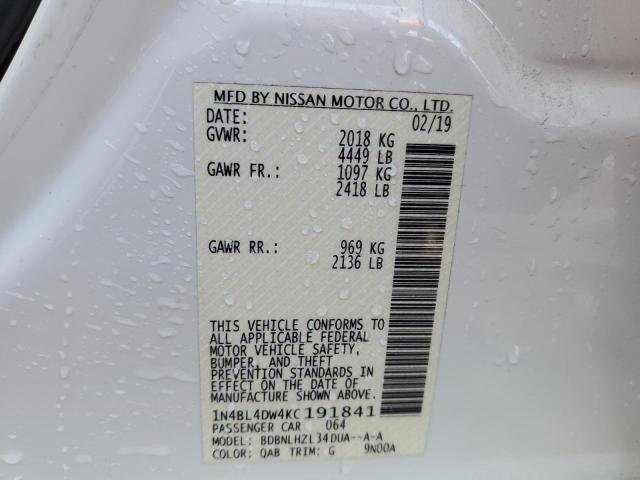 MFD BY NISSAN MOTOR CO., LTD.
DATE: 02/19
GVWR: 2018 KG
4449 LB
GAWR FR.: 1097 KG
2418 LB
GAWR RR.: 969 KG
2136 LB
THIS VEHICLE CONFORMS TO
ALL APPLICABLE FEDERAL
MOTOR VEHICLE SAFETY,
BUMPER, AND THEFT
PREVENTION STANDARDS IN
EFFECT ON THE DATE OF
MANUFACTURE SHOWN ABOVE.
1N4BL4DW4KC191841
PASSENGER CAR 064
MODEL: BDBNLHZL34DUA--A-A
COLOR: QAB TRIM: G 9N00A